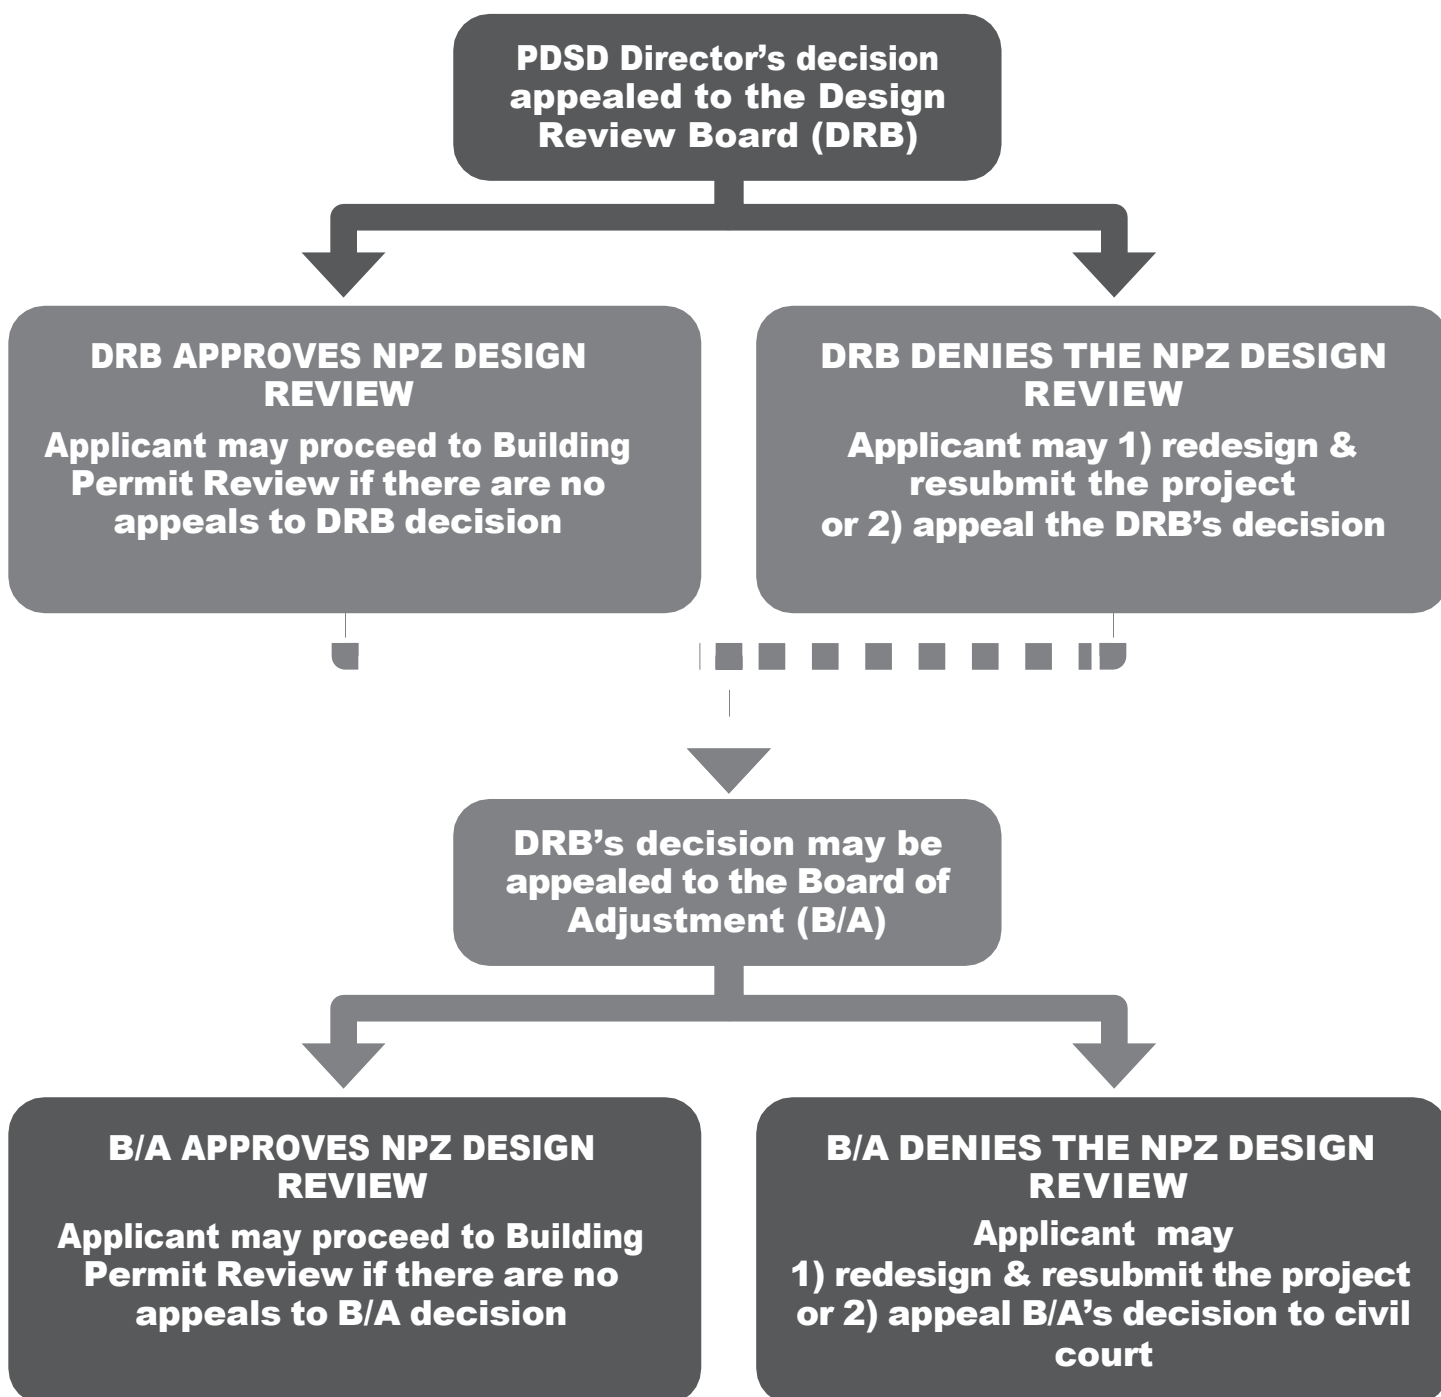 PDSD Director’s decision
appealed to the Design
Review Board (DRB)
DRB APPROVES NPZ DESIGN
REVIEW
Applicant may proceed to Building
Permit Review if there are no
appeals to DRB decision
DRB DENIES THE NPZ DESIGN
REVIEW
Applicant may 1) redesign &
resubmit the project
or 2) appeal the DRB’s decision
DRB’s decision may be
appealed to the Board of
Adjustment (B/A)
B/A APPROVES NPZ DESIGN
REVIEW
Applicant may proceed to Building
Permit Review if there are no
appeals to B/A decision
B/A DENIES THE NPZ DESIGN
REVIEW
Applicant may
1) redesign & resubmit the project
or 2) appeal B/A’s decision to civil
court